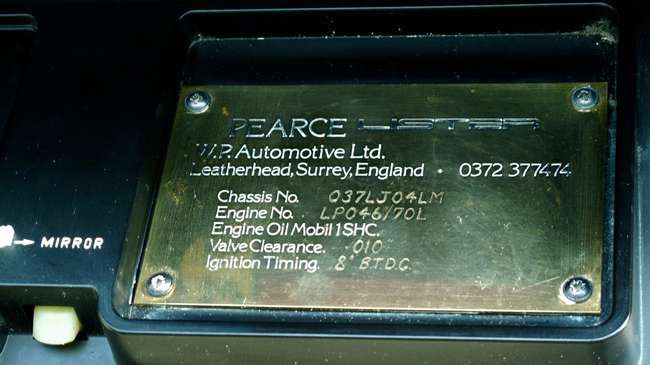 PEARCE LISTER
W.P. Automotive Ltd.
Leatherhead, Surrey, England • 0372 377474
Chassis No. 037LJ04LM
Engine No. LP046/70L
Engine Oil Mobil 1 SHC.
Valve Clearance. .010
Ignition Timing. 8° B.T.D.C.
→ MIRROR